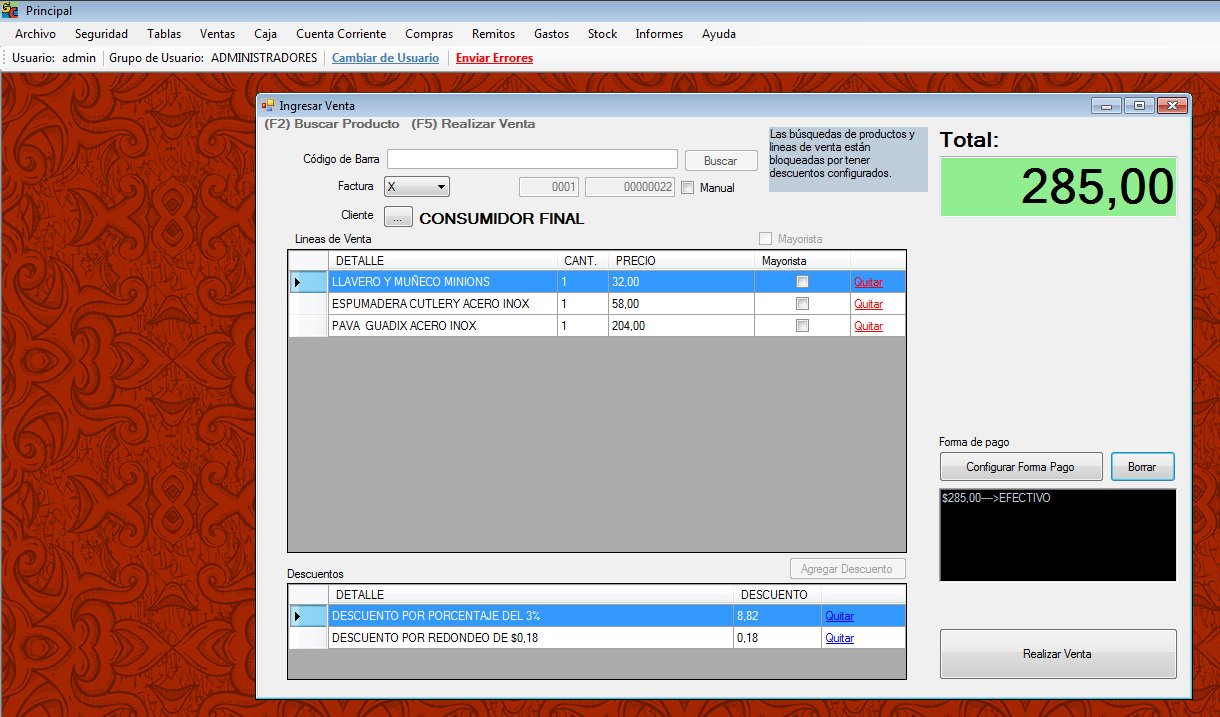 Principal
Archivo Seguridad Tablas Ventas Caja Cuenta Corriente Compras Remitos Gastos Stock Informes Ayuda
Usuario: admin Grupo de Usuario: ADMINISTRADORES Cambiar de Usuario Enviar Errores
Ingresar Venta
(F2) Buscar Producto (F5) Realizar Venta
Código de Barra Buscar
Factura X 0001 00000022 Manual
Cliente ... CONSUMIDOR FINAL
Las búsquedas de productos y
lineas de venta están
bloqueadas por tener
descuentos configurados.
Total:
285,00
Lineas de Venta Mayorista
DETALLE CANT. PRECIO Mayorista
LLAVERO Y MUÑECO MINIONS 1 32,00 Quitar
ESPUMADERA CUTLERY ACERO INOX 1 58,00 Quitar
PAVA GUADIX ACERO INOX 1 204,00 Quitar
Forma de pago
Configurar Forma Pago Borrar
$285,00---->EFECTIVO
Descuentos Agregar Descuento
DETALLE DESCUENTO
DESCUENTO POR PORCENTAJE DEL 3% 8,82 Quitar
DESCUENTO POR REDONDEO DE $0,18 0,18 Quitar
Realizar Venta